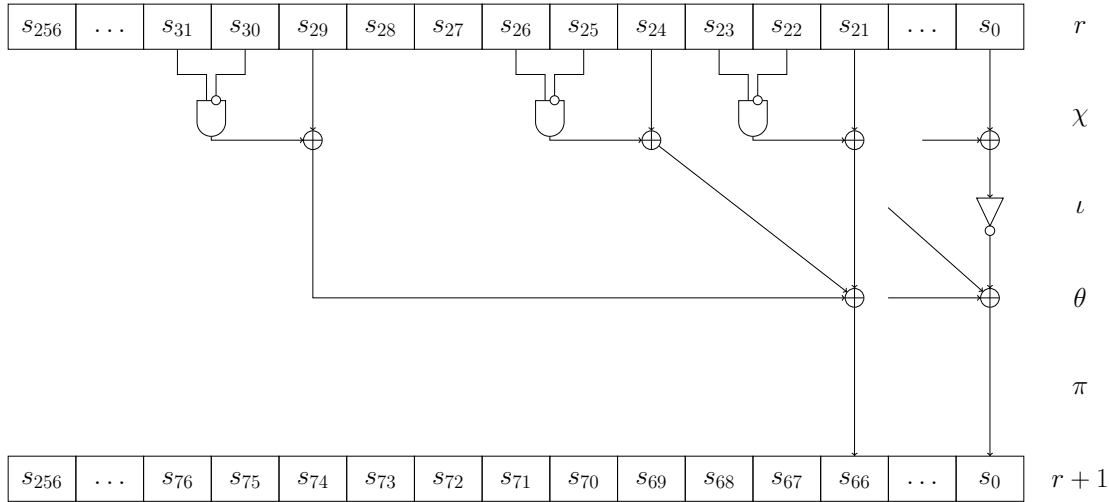 s₂₅₆ … s₃₁ s₃₀ s₂₉ s₂₈ s₂₇ s₂₆ s₂₅ s₂₄ s₂₃ s₂₂ s₂₁ … s₀ r
χ
ι
θ
π
s₂₅₆ … s₇₆ s₇₅ s₇₄ s₇₃ s₇₂ s₇₁ s₇₀ s₆₉ s₆₈ s₆₇ s₆₆ … s₀ r + 1